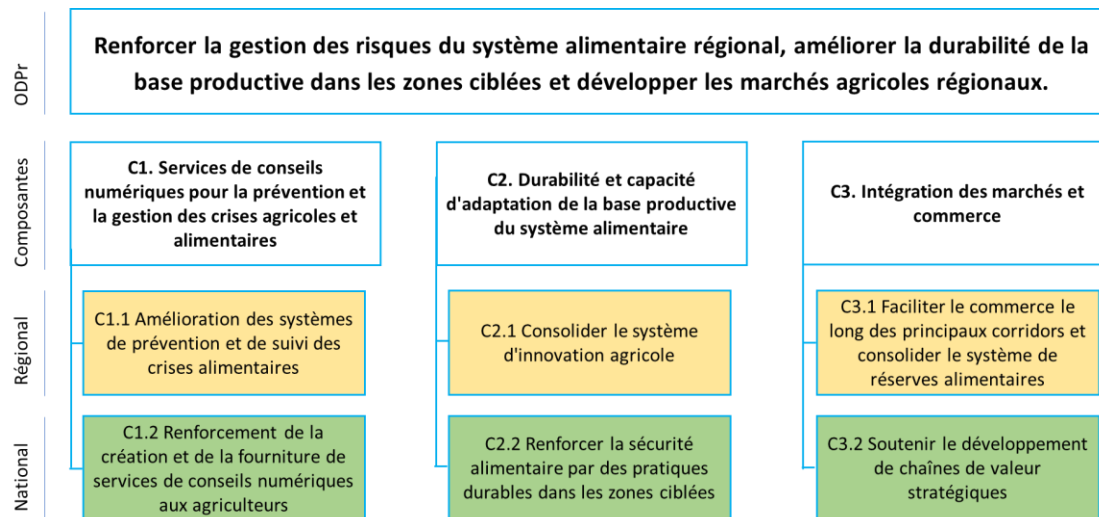 ODPr
Renforcer la gestion des risques du système alimentaire régional, améliorer la durabilité de la
base productive dans les zones ciblées et développer les marchés agricoles régionaux.
Composantes
C1. Services de conseils
numériques pour la prévention et
la gestion des crises agricoles et
alimentaires
C2. Durabilité et capacité
d'adaptation de la base productive
du système alimentaire
C3. Intégration des marchés et
commerce
Régional
C1.1 Amélioration des systèmes
de prévention et de suivi des
crises alimentaires
C2.1 Consolider le système
d'innovation agricole
C3.1 Faciliter le commerce le
long des principaux corridors et
consolider le système de
réserves alimentaires
National
C1.2 Renforcement de la
création et de la fourniture de
services de conseils numériques
aux agriculteurs
C2.2 Renforcer la sécurité
alimentaire par des pratiques
durables dans les zones ciblées
C3.2 Soutenir le développement
de chaînes de valeur
stratégiques